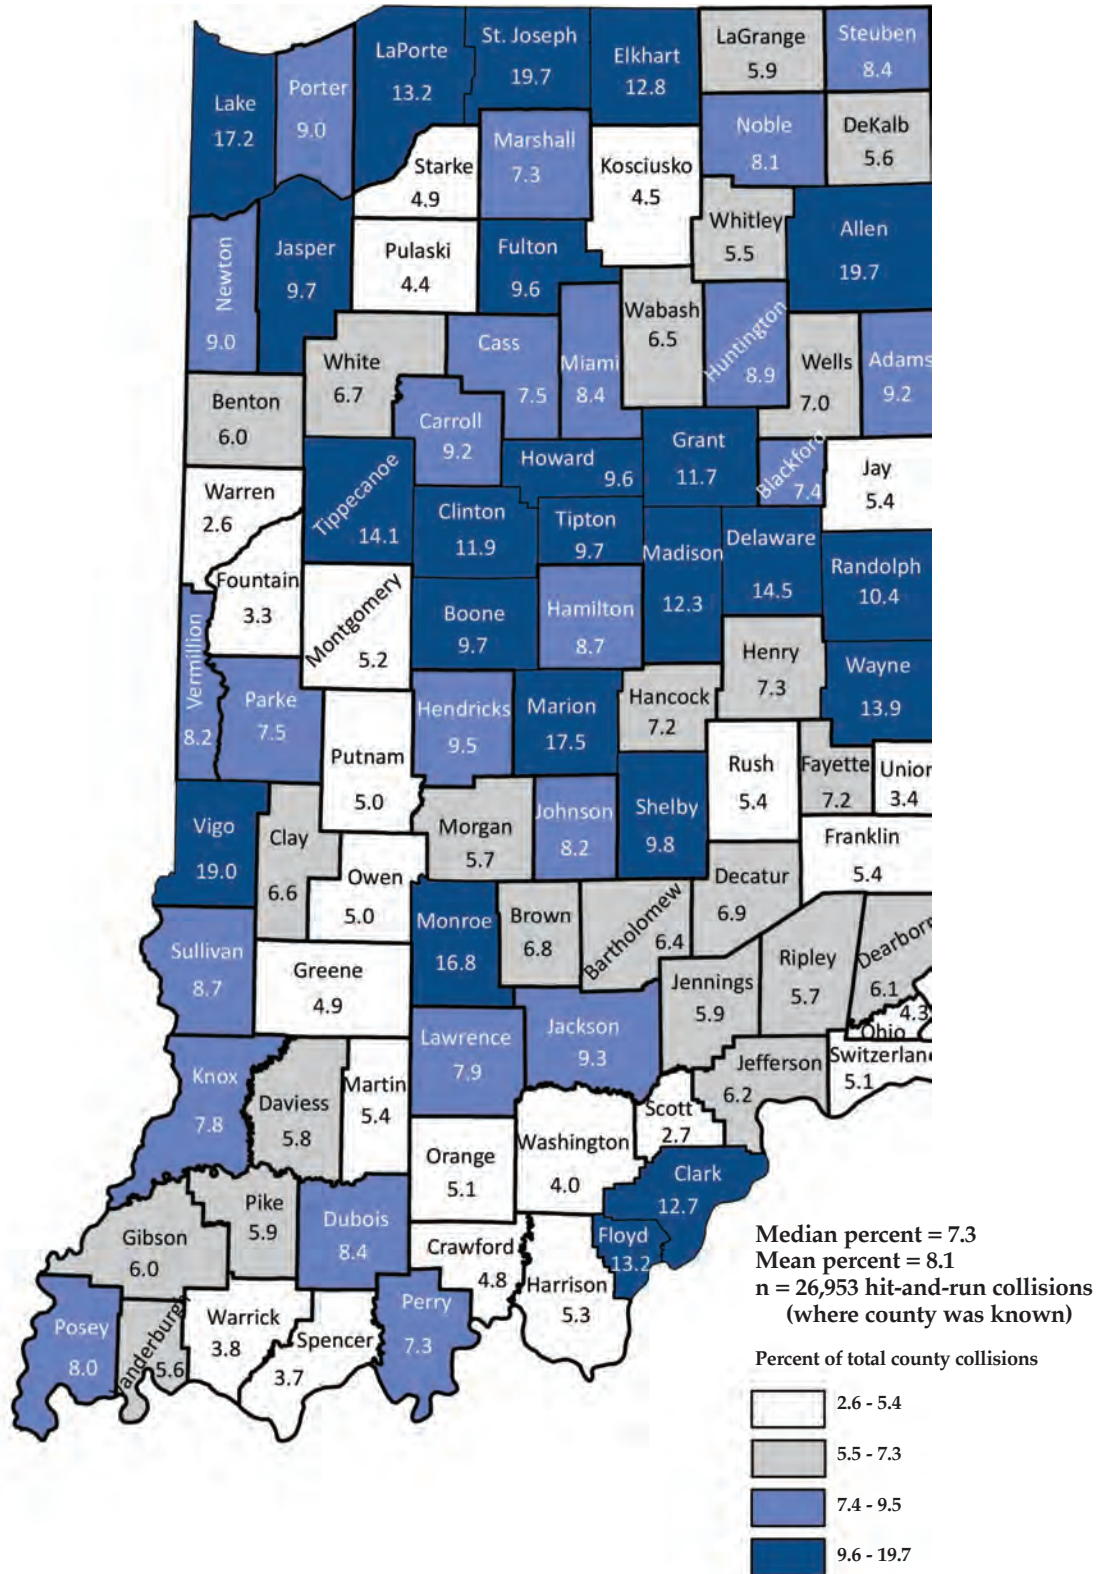 St. Joseph
19.7
LaPorte
13.2
Elkhart
12.8
LaGrange
5.9
Steuben
8.4
Lake
17.2
Porter
9.0
Marshall
7.3
Noble
8.1
DeKalb
5.6
Starke
4.9
Kosciusko
4.5
Whitley
5.5
Allen
19.7
Newton
9.0
Jasper
9.7
Pulaski
4.4
Fulton
9.6
Wabash
6.5
Huntington
8.9
White
6.7
Cass
7.5
Miami
8.4
Wells
7.0
Adams
9.2
Benton
6.0
Carroll
9.2
Howard
9.6
Grant
11.7
Blackford
7.4
Jay
5.4
Warren
2.6
Tippecanoe
14.1
Clinton
11.9
Tipton
9.7
Madison
12.3
Delaware
14.5
Randolph
10.4
Fountain
3.3
Montgomery
5.2
Boone
9.7
Hamilton
8.7
Vermillion
8.2
Parke
7.5
Henry
7.3
Wayne
13.9
Hendricks
9.5
Marion
17.5
Hancock
7.2
Putnam
5.0
Rush
5.4
Fayette
7.2
Union
3.4
Vigo
19.0
Clay
6.6
Morgan
5.7
Johnson
8.2
Shelby
9.8
Franklin
5.4
Owen
5.0
Monroe
16.8
Brown
6.8
Bartholomew
6.4
Decatur
6.9
Sullivan
8.7
Greene
4.9
Jennings
5.9
Ripley
5.7
Dearborn
6.1
4.3
Ohio
Lawrence
7.9
Jackson
9.3
Jefferson
6.2
Switzerland
5.1
Knox
7.8
Daviess
5.8
Martin
5.4
Scott
2.7
Orange
5.1
Washington
4.0
Clark
12.7
Gibson
6.0
Pike
5.9
Dubois
8.4
Crawford
4.8
Floyd
13.2
Harrison
5.3
Posey
8.0
Vanderburgh
5.6
Warrick
3.8
Spencer
3.7
Perry
7.3
Median percent = 7.3
Mean percent = 8.1
n = 26,953 hit-and-run collisions
(where county was known)
Percent of total county collisions
2.6 - 5.4
5.5 - 7.3
7.4 - 9.5
9.6 - 19.7